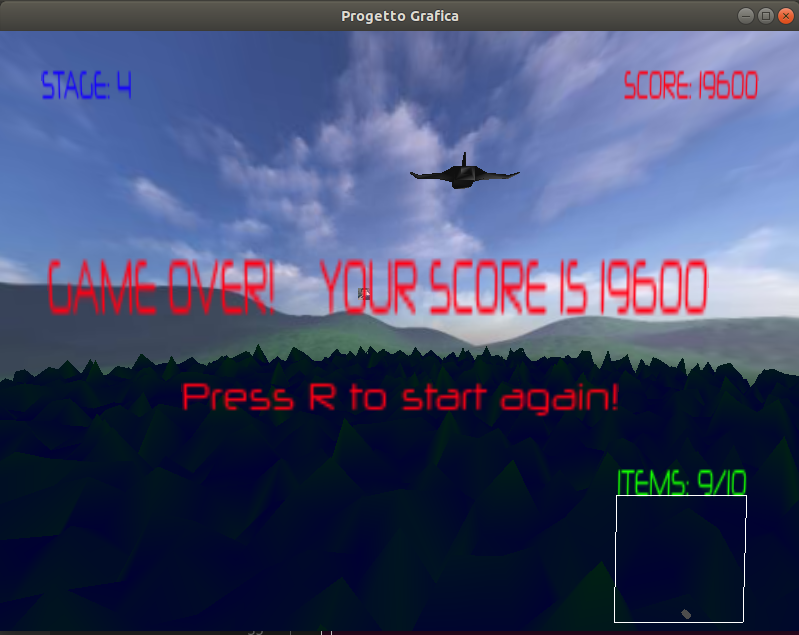 Progetto Grafica
STAGE: 4
SCORE: 19600
GAME OVER! YOUR SCORE IS 19600
Press R to start again!
ITEMS: 9/10